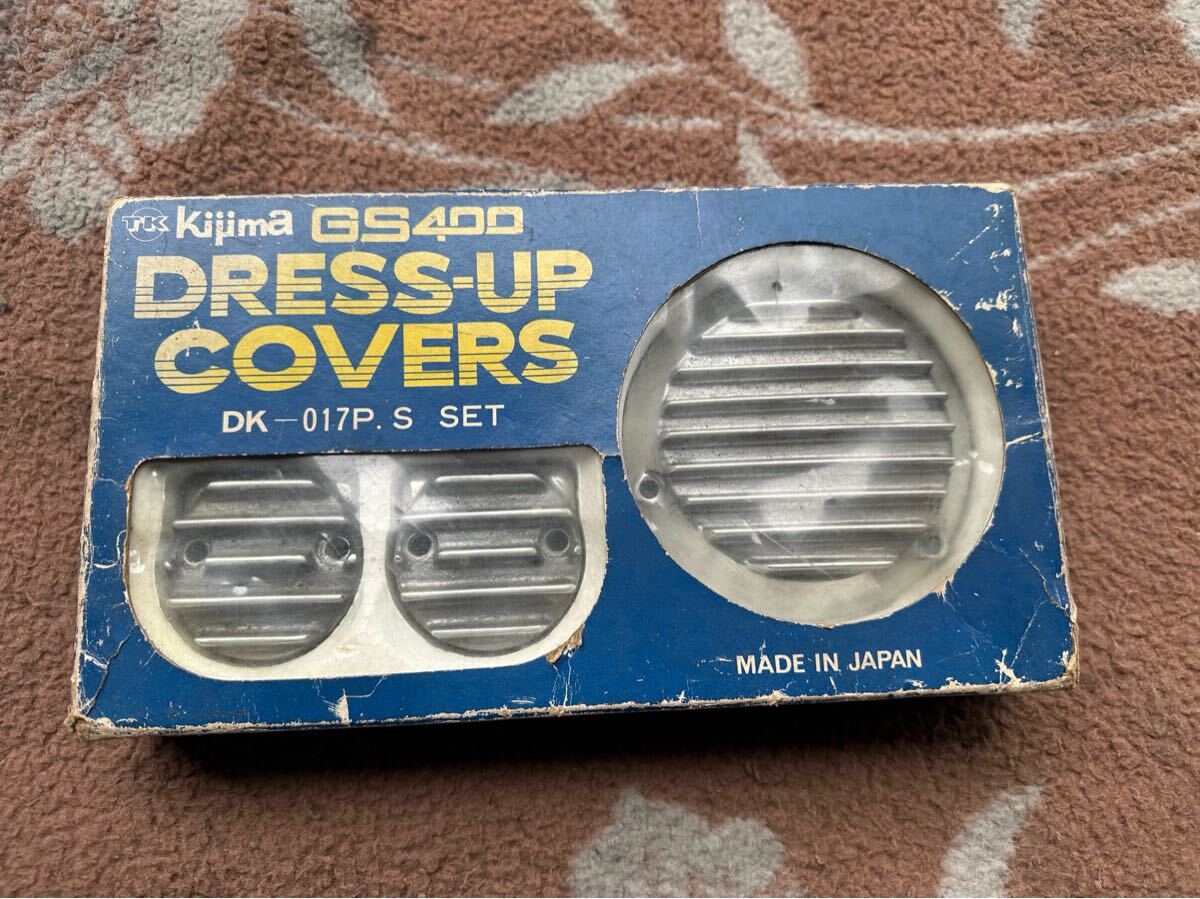 TK Kijima GS400
DRESS-UP
COVERS
DK-017P.S SET
MADE IN JAPAN